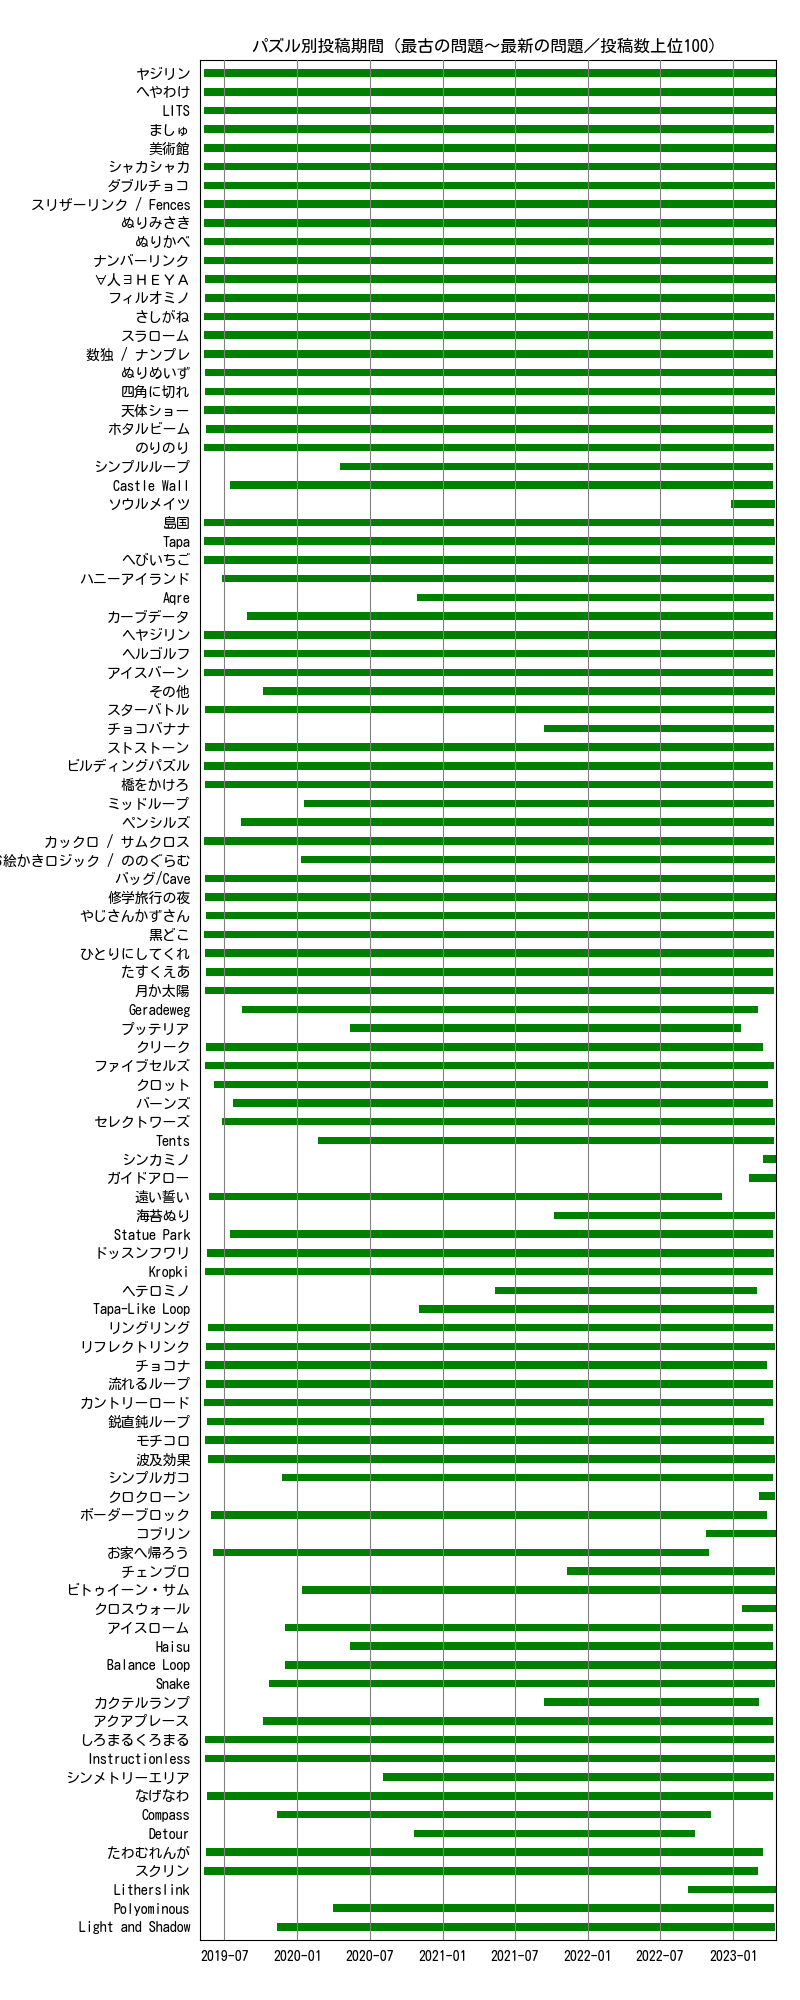 パズル別投稿期間（最古の問題～最新の問題／投稿数上位100）
ヤジリン
へやわけ
LITS
ましゅ
美術館
シャカシャカ
ダブルチョコ
スリザーリンク / Fences
ぬりみさき
ぬりかべ
ナンバーリンク
∀人∃ＨＥＹＡ
フィルオミノ
さしがね
スラローム
数独 / ナンプレ
ぬりめいず
四角に切れ
天体ショー
ホタルビーム
のりのり
シンプルループ
Castle Wall
ソウルメイツ
島国
Tapa
へびいちご
ハニーアイランド
Aqre
カーブデータ
ヘヤジリン
ヘルゴルフ
アイスバーン
その他
スターバトル
チョコバナナ
ストストーン
ビルディングパズル
橋をかけろ
ミッドループ
ペンシルズ
カックロ / サムクロス
絵かきロジック / ののぐらむ
バッグ/Cave
修学旅行の夜
やじさんかずさん
黒どこ
ひとりにしてくれ
たすくえあ
月か太陽
Geradeweg
プッテリア
クリーク
ファイブセルズ
クロット
バーンズ
セレクトワーズ
Tents
シンカミノ
ガイドアロー
遠い誓い
海苔ぬり
Statue Park
ドッスンフワリ
Kropki
ヘテロミノ
Tapa-Like Loop
リングリング
リフレクトリンク
チョコナ
流れるループ
カントリーロード
鋭直鈍ループ
モチコロ
波及効果
シンプルガコ
クロクローン
ボーダーブロック
コブリン
お家へ帰ろう
チェンブロ
ビトゥイーン・サム
クロスウォール
アイスローム
Haisu
Balance Loop
Snake
カクテルランプ
アクアプレース
しろまるくろまる
Instructionless
シンメトリーエリア
なげなわ
Compass
Detour
たわむれんが
スクリン
Litherslink
Polyominous
Light and Shadow
2019-07 2020-01 2020-07 2021-01 2021-07 2022-01 2022-07 2023-01